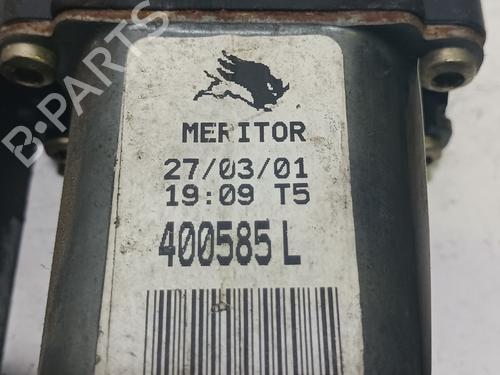 B-PARTS
MERITOR
27/03/01
19:09 T5
400585 L